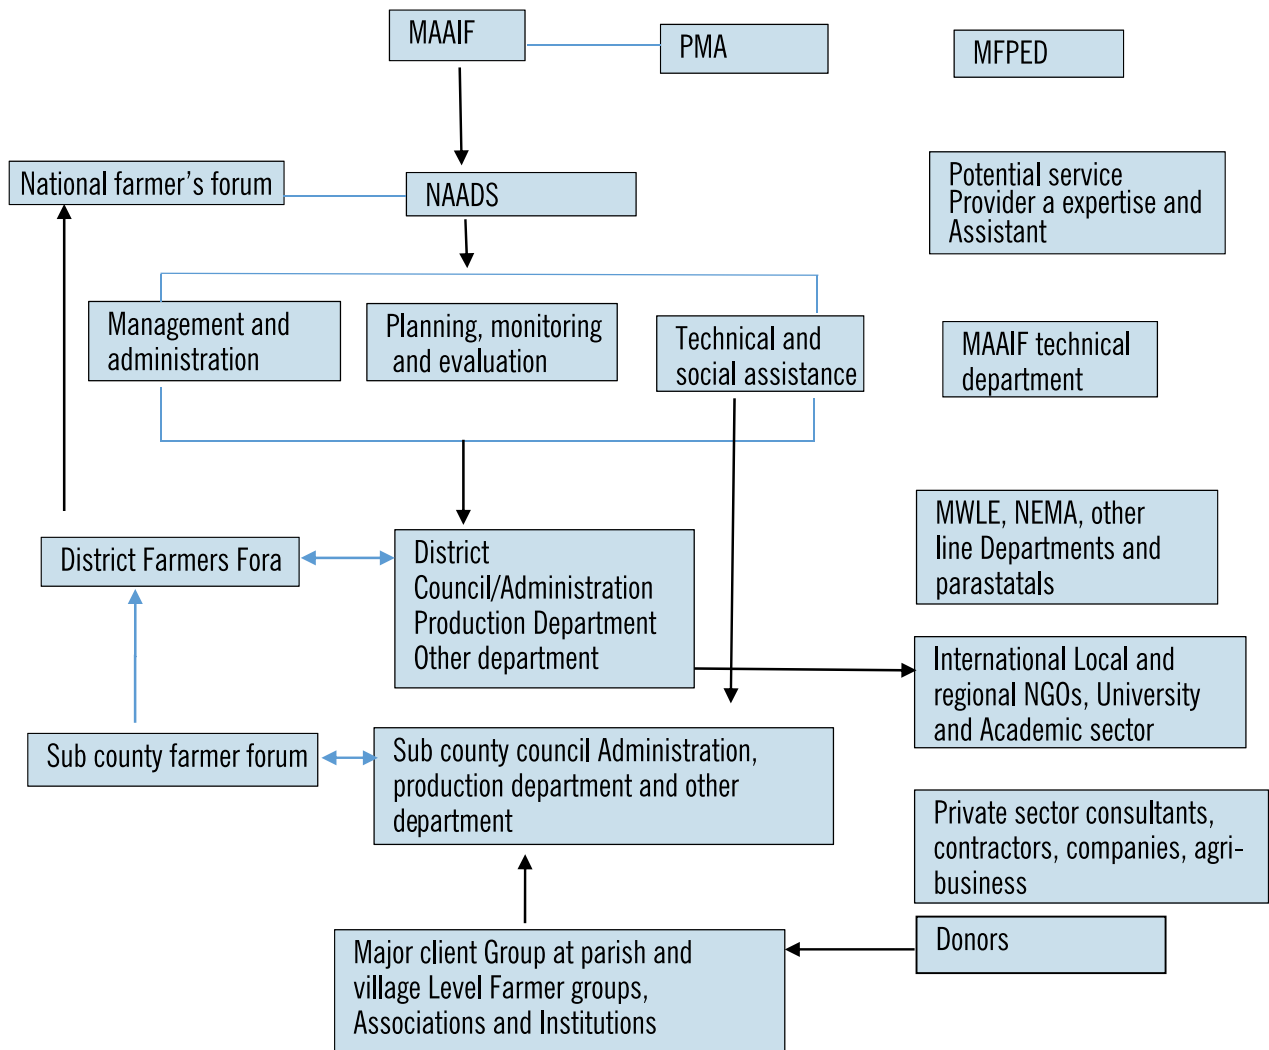 MAAIF
PMA
MFPED
National farmer's forum
NAADS
Potential service
Provider a expertise and
Assistant
Management and
administration
Planning, monitoring
and evaluation
Technical and
social assistance
MAAIF technical
department
District Farmers Fora
District
Council/Administration
Production Department
Other department
MWLE, NEMA, other
line Departments and
parastatals
International Local and
regional NGOs, University
and Academic sector
Sub county farmer forum
Sub county council Administration,
production department and other
department
Private sector consultants,
contractors, companies, agri-
business
Major client Group at parish and
village Level Farmer groups,
Associations and Institutions
Donors